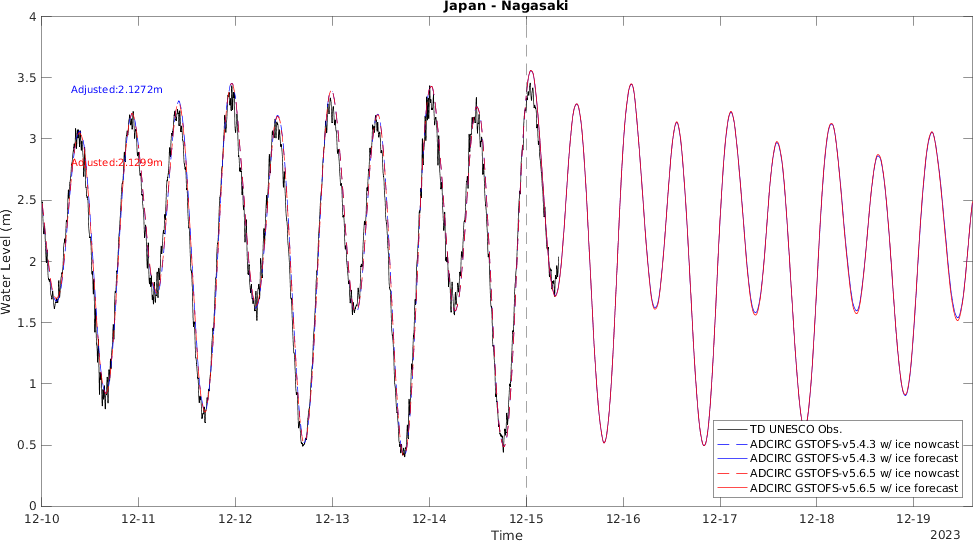 Japan - Nagasaki
4
3.5
3
2.5
2
1.5
1
0.5
0
Water Level (m)
Adjusted:2.1272m
Adjusted:2.1299m
TD UNESCO Obs.
ADCIRC GSTOFS-v5.4.3 w/ ice nowcast
ADCIRC GSTOFS-v5.4.3 w/ ice forecast
ADCIRC GSTOFS-v5.6.5 w/ ice nowcast
ADCIRC GSTOFS-v5.6.5 w/ ice forecast
12-10 12-11 12-12 12-13 12-14 12-15 12-16 12-17 12-18 12-19
Time
2023